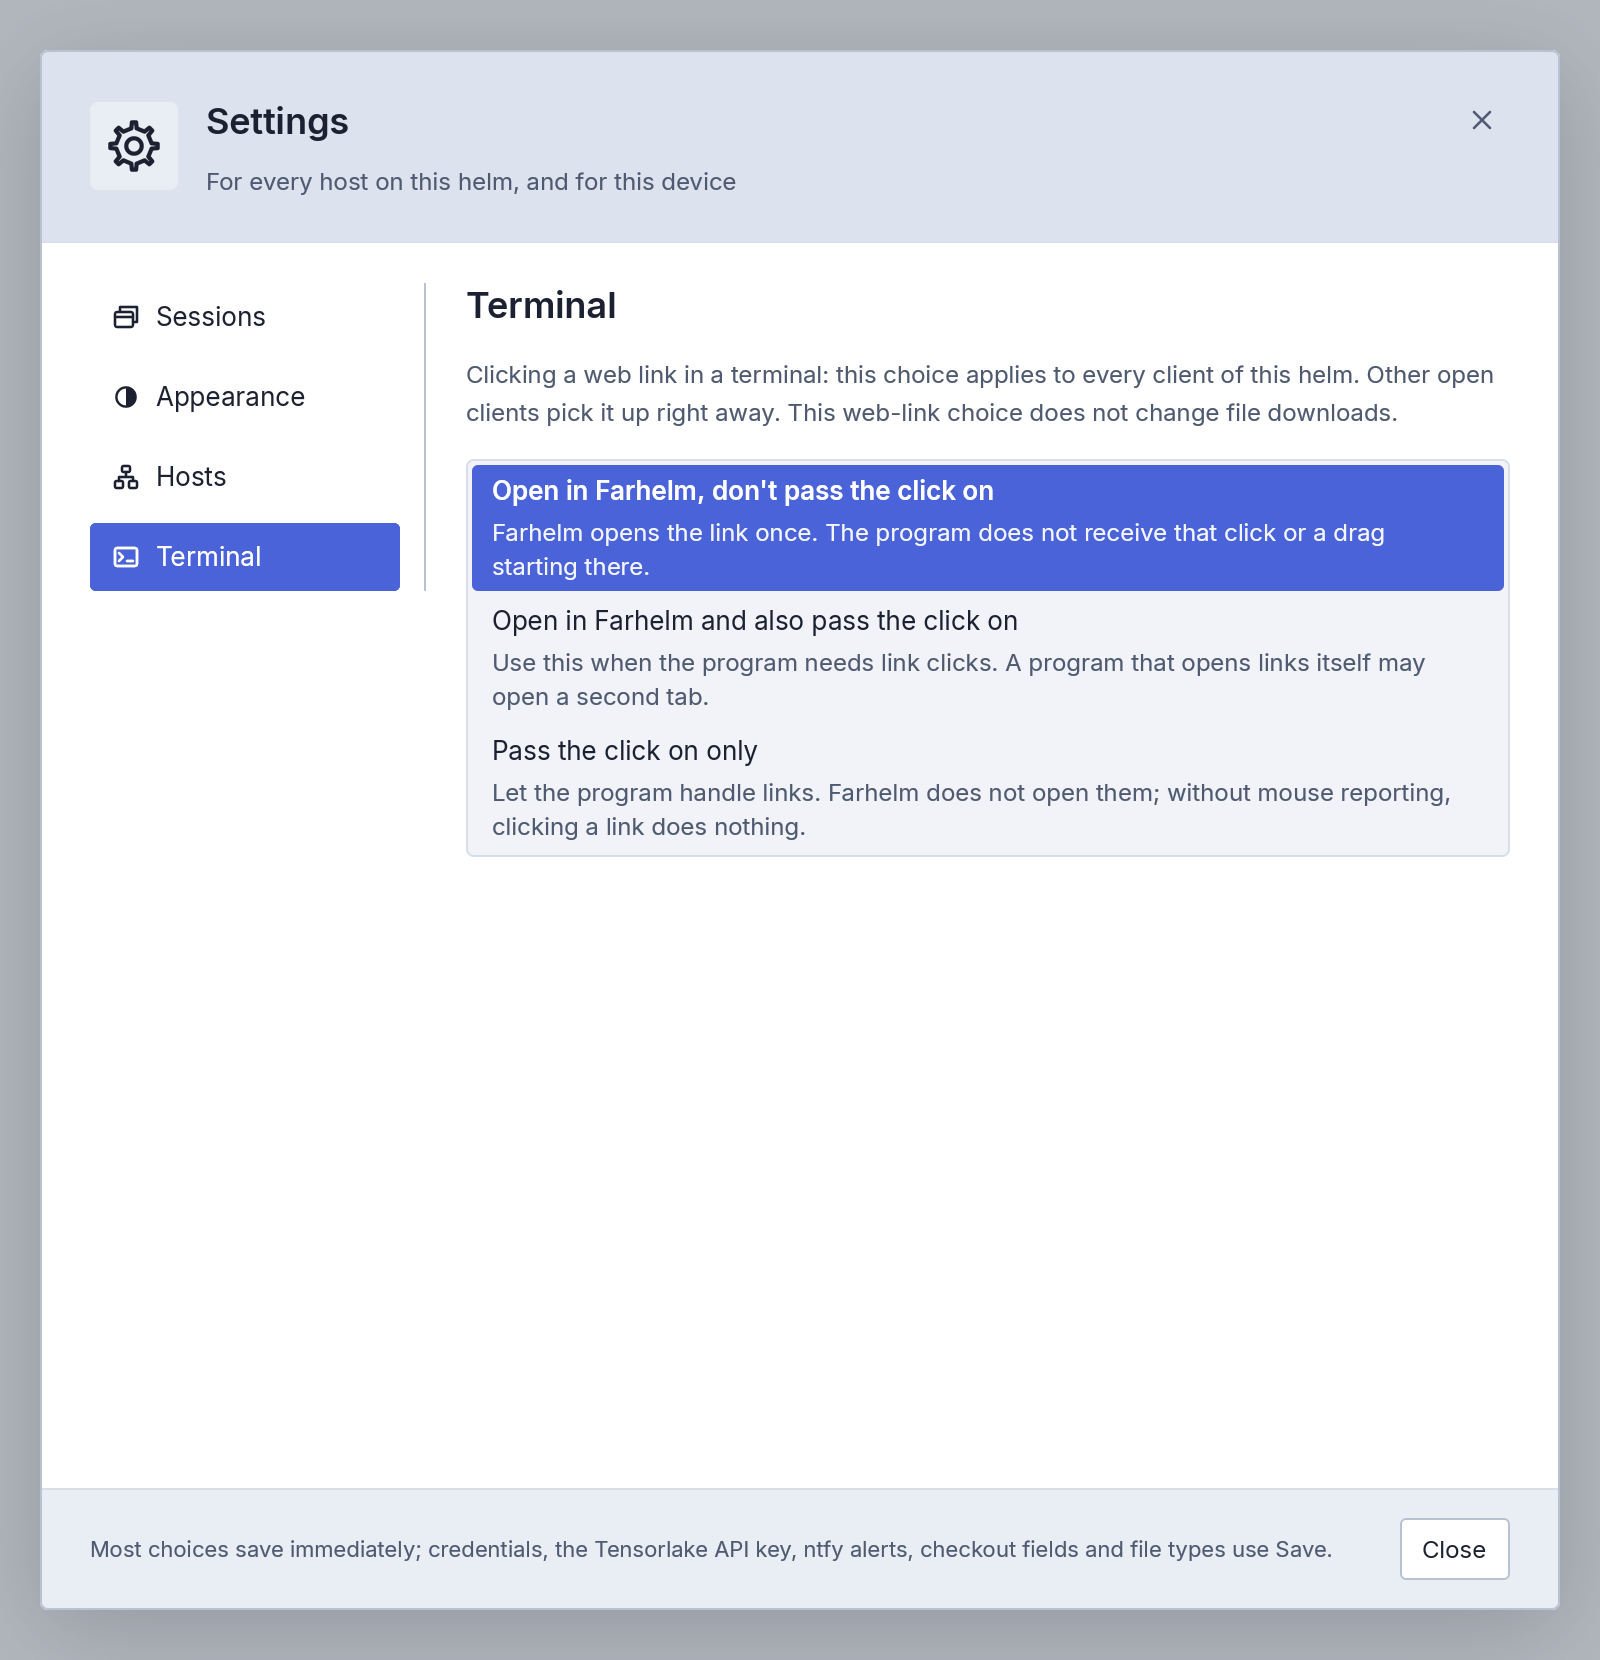 Settings
For every host on this helm, and for this device
Sessions
Appearance
Hosts
Terminal
Terminal
Clicking a web link in a terminal: this choice applies to every client of this helm. Other open
clients pick it up right away. This web-link choice does not change file downloads.
Open in Farhelm, don't pass the click on
Farhelm opens the link once. The program does not receive that click or a drag
starting there.
Open in Farhelm and also pass the click on
Use this when the program needs link clicks. A program that opens links itself may
open a second tab.
Pass the click on only
Let the program handle links. Farhelm does not open them; without mouse reporting,
clicking a link does nothing.
Most choices save immediately; credentials, the Tensorlake API key, ntfy alerts, checkout fields and file types use Save.
Close